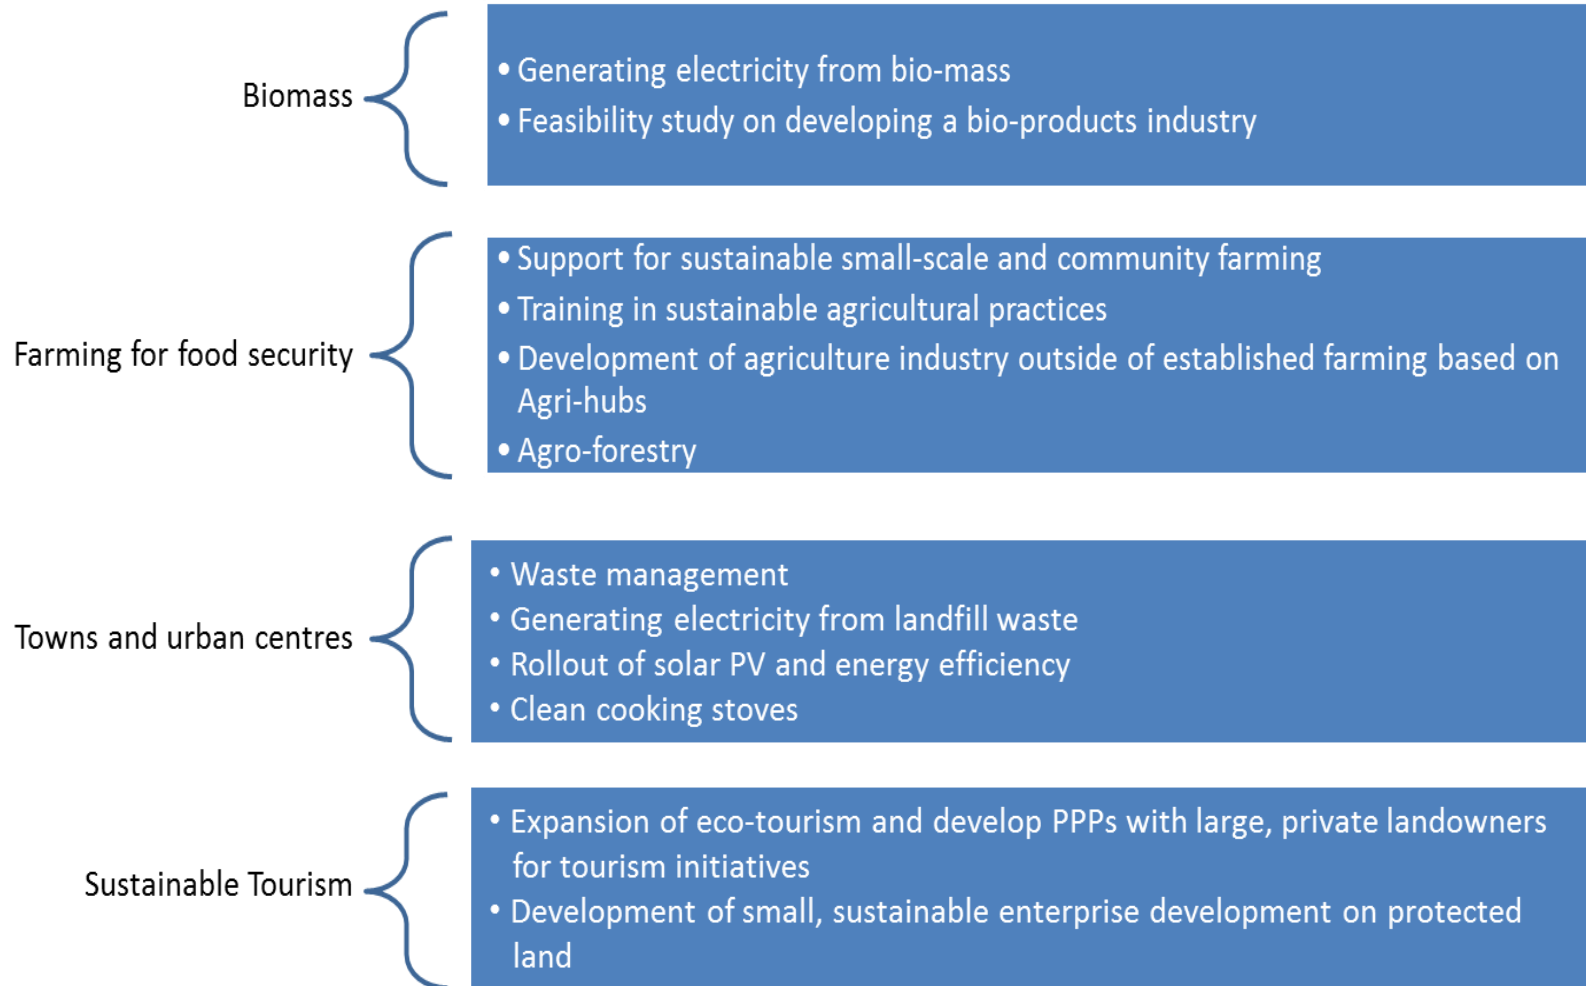 Biomass
• Generating electricity from bio-mass
• Feasibility study on developing a bio-products industry
Farming for food security
• Support for sustainable small-scale and community farming
• Training in sustainable agricultural practices
• Development of agriculture industry outside of established farming based on
Agri-hubs
• Agro-forestry
Towns and urban centres
• Waste management
• Generating electricity from landfill waste
• Rollout of solar PV and energy efficiency
• Clean cooking stoves
Sustainable Tourism
• Expansion of eco-tourism and develop PPPs with large, private landowners
for tourism initiatives
• Development of small, sustainable enterprise development on protected
land